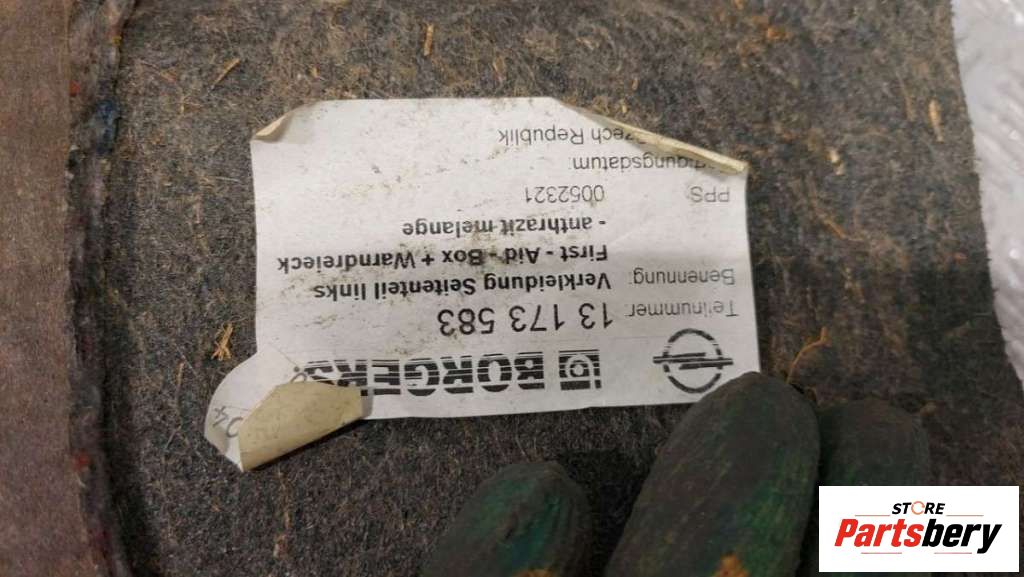 BORGERS
Teilnummer: 13 173 583
Benennung: Verkleidung Seitenteil links
First - Aid - Box + Warndreieck
- anthrazit melange
PPS: 0052321
Republik
STORE
Partsbery